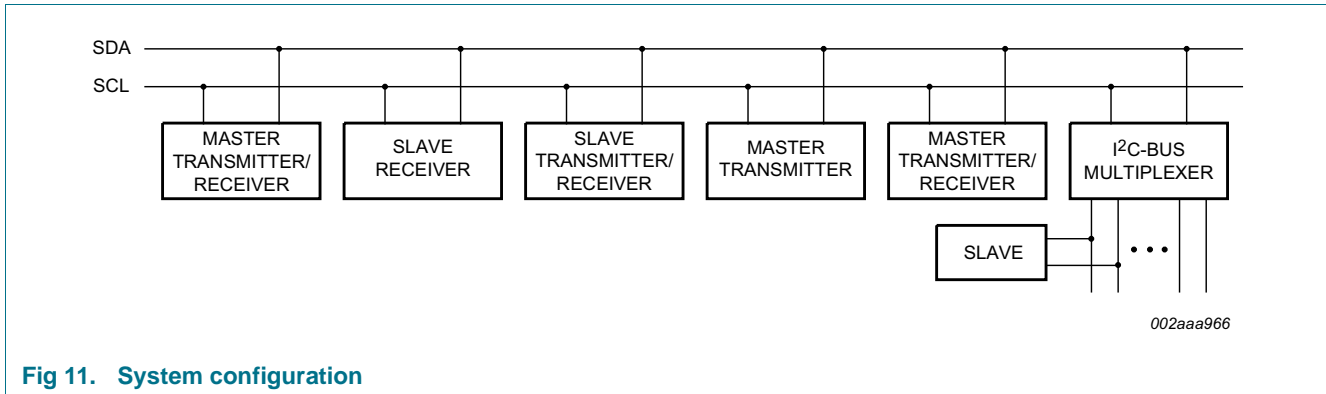 SDA
SCL
MASTER
TRANSMITTER/
RECEIVER
SLAVE
RECEIVER
SLAVE
TRANSMITTER/
RECEIVER
MASTER
TRANSMITTER
MASTER
TRANSMITTER/
RECEIVER
I²C-BUS
MULTIPLEXER
SLAVE
002aaa966
Fig 11. System configuration